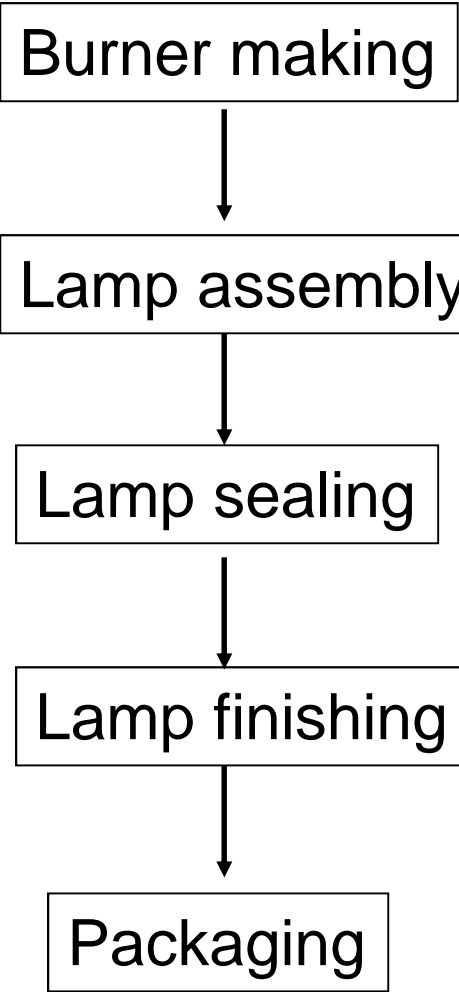 Burner making
Lamp assembly
Lamp sealing
Lamp finishing
Packaging